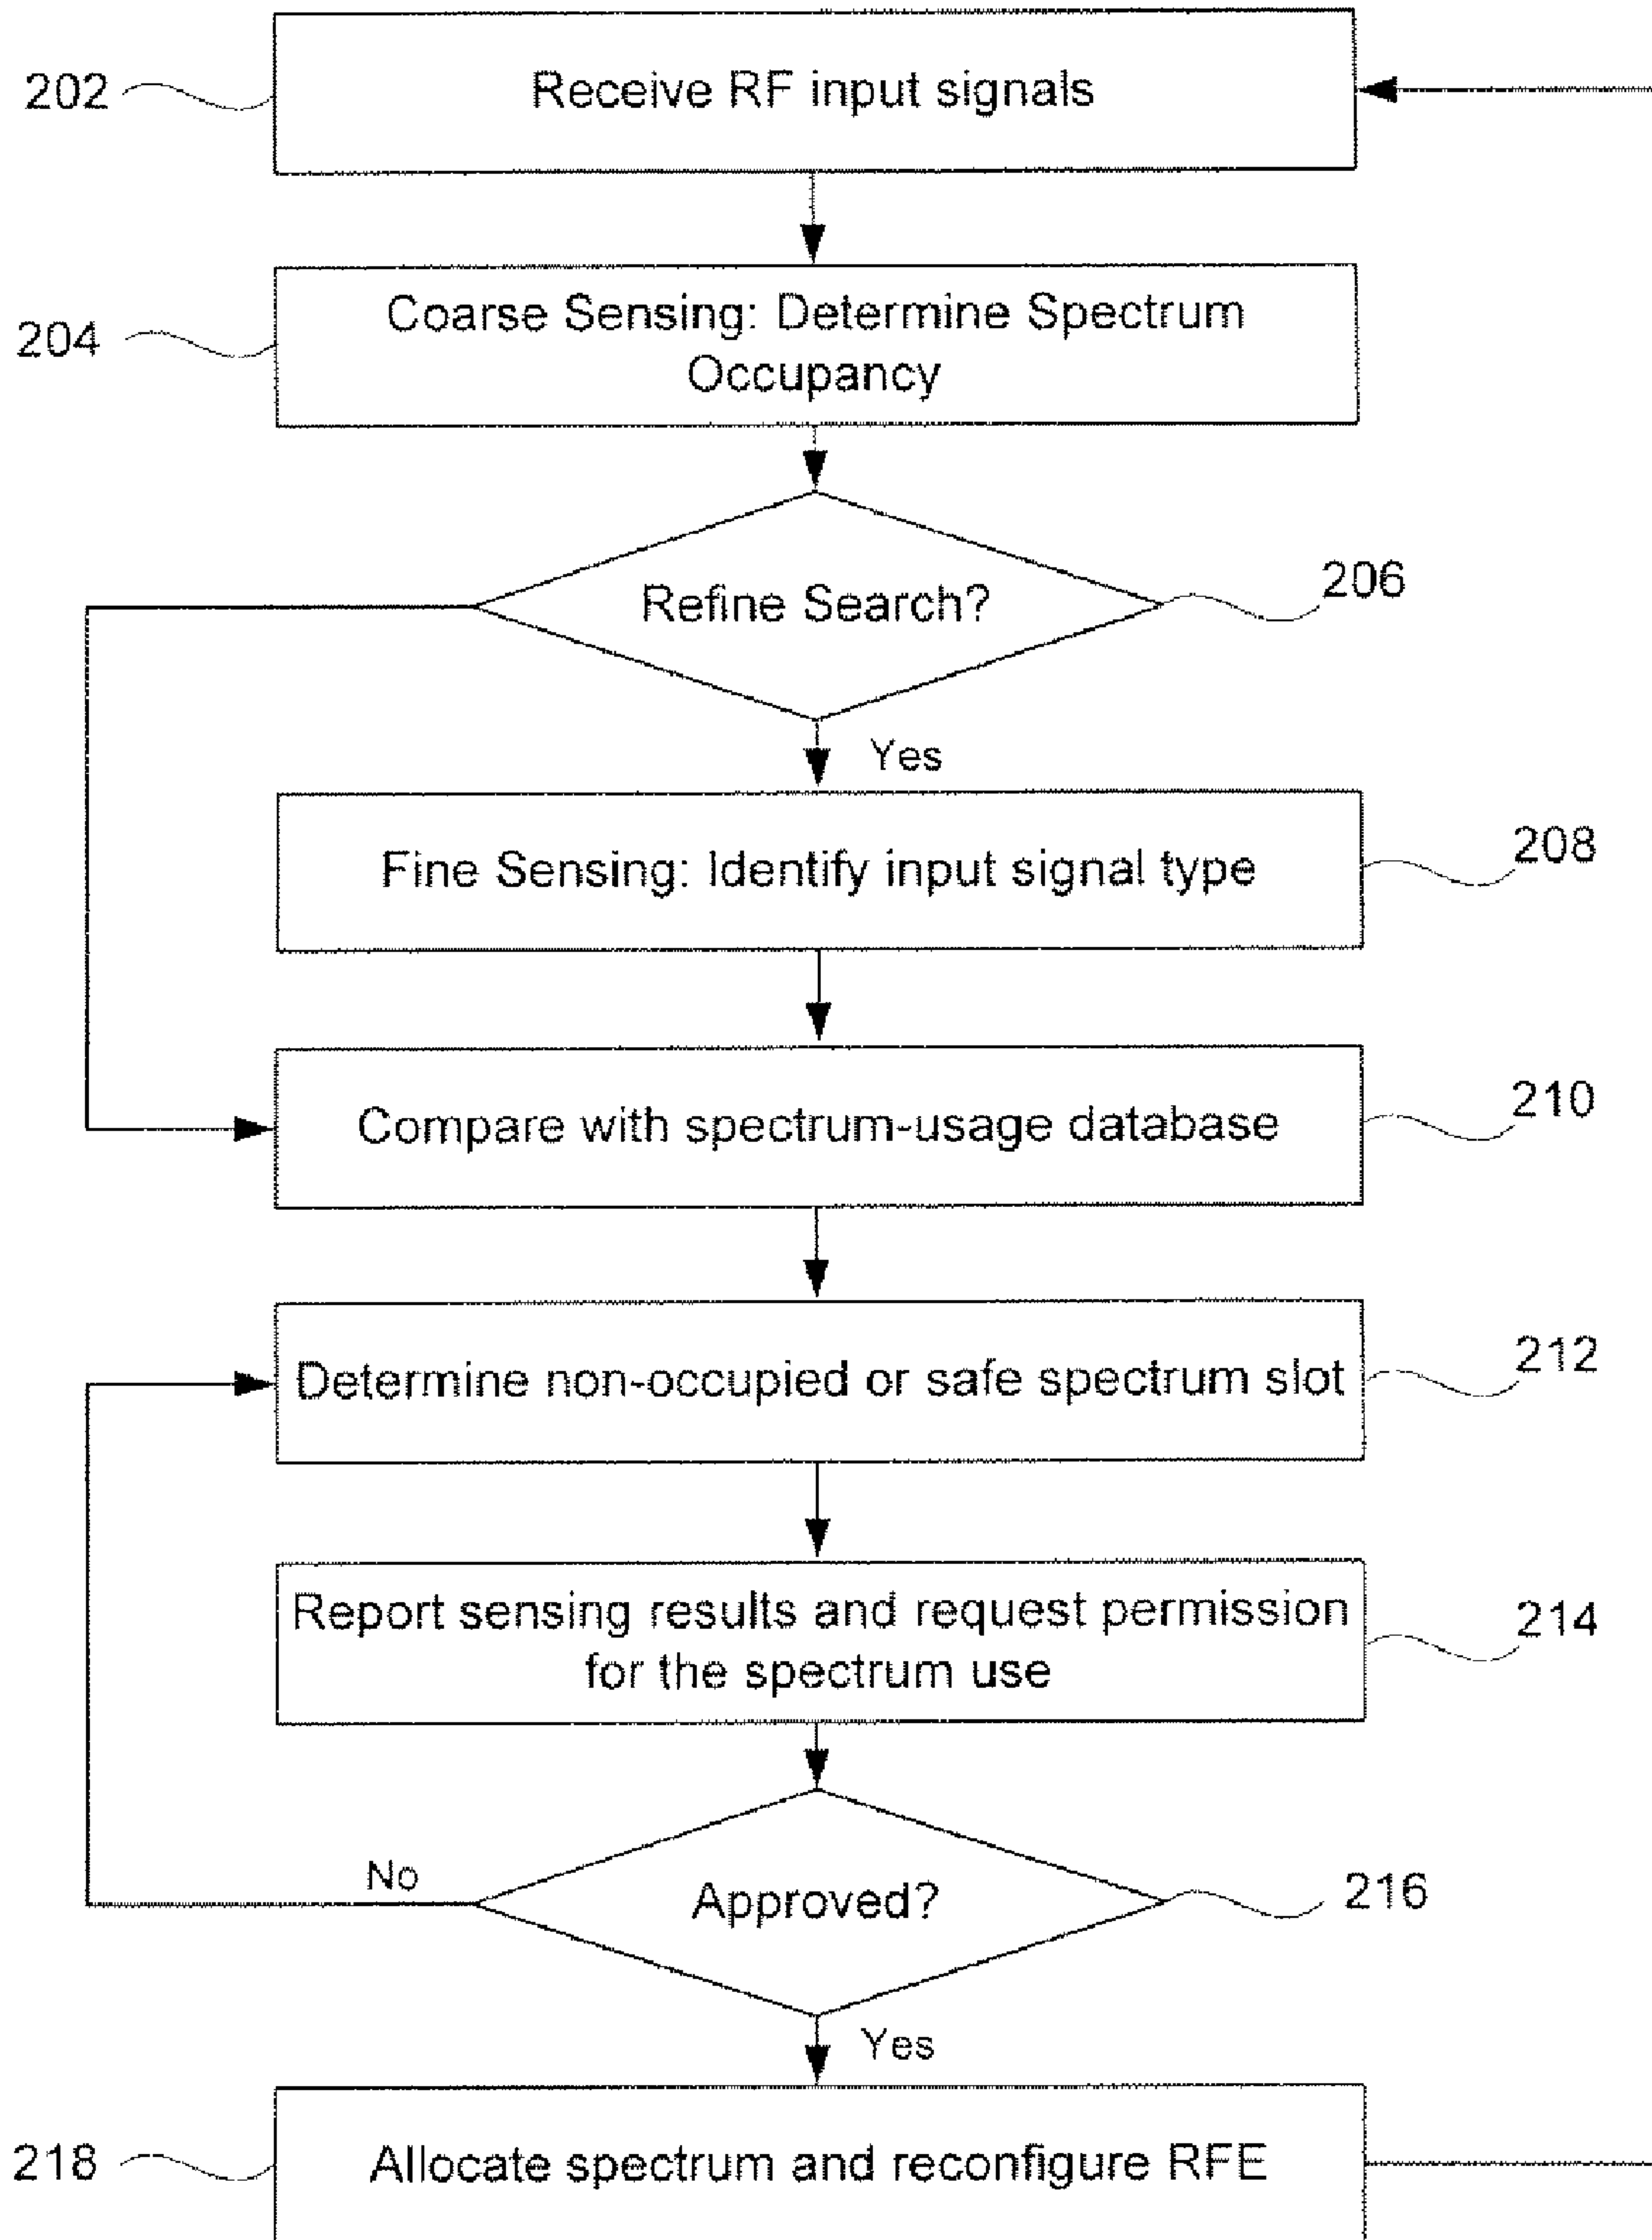 202
Receive RF input signals
204
Coarse Sensing: Determine Spectrum
Occupancy
Refine Search?
206
Yes
Fine Sensing: Identify input signal type
208
Compare with spectrum-usage database
210
Determine non-occupied or safe spectrum slot
212
Report sensing results and request permission
for the spectrum use
214
No
Approved?
216
Yes
218
Allocate spectrum and reconfigure RFE